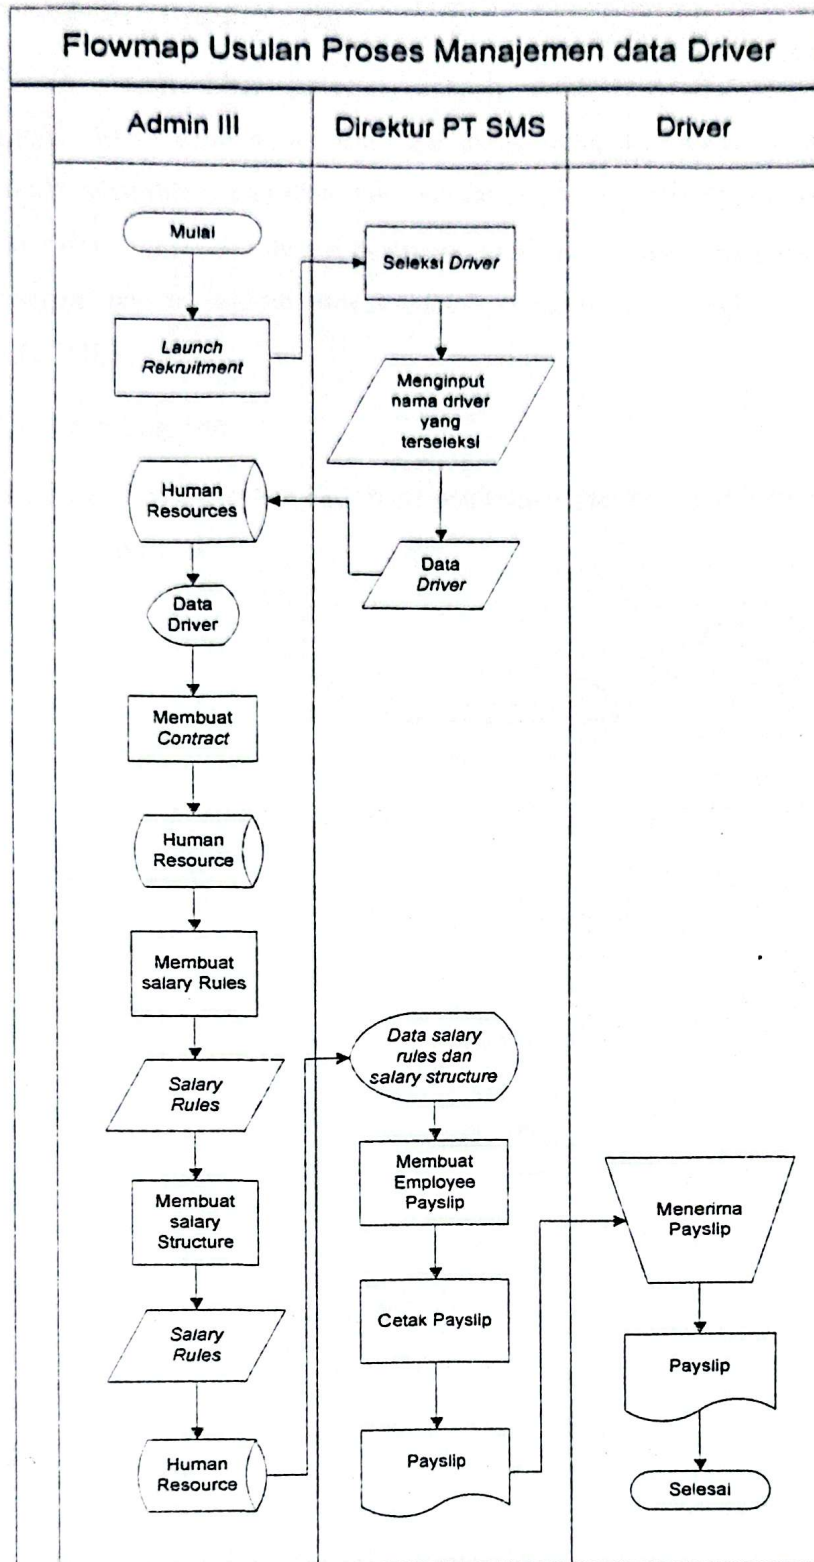 Flowmap Usulan Proses Manajemen data Driver
Admin III
Direktur PT SMS
Driver
Mulai
Launch
Rekruitment
Seleksi Driver
Menginput
nama driver
yang
terseleksi
Data
Driver
Human
Resources
Data
Driver
Membuat
Contract
Human
Resource
Membuat
salary Rules
Salary
Rules
Membuat
salary
Structure
Salary
Rules
Human
Resource
Data salary
rules dan
salary structure
Membuat
Employee
Payslip
Cetak Payslip
Payslip
Menerima
Payslip
Payslip
Selesai